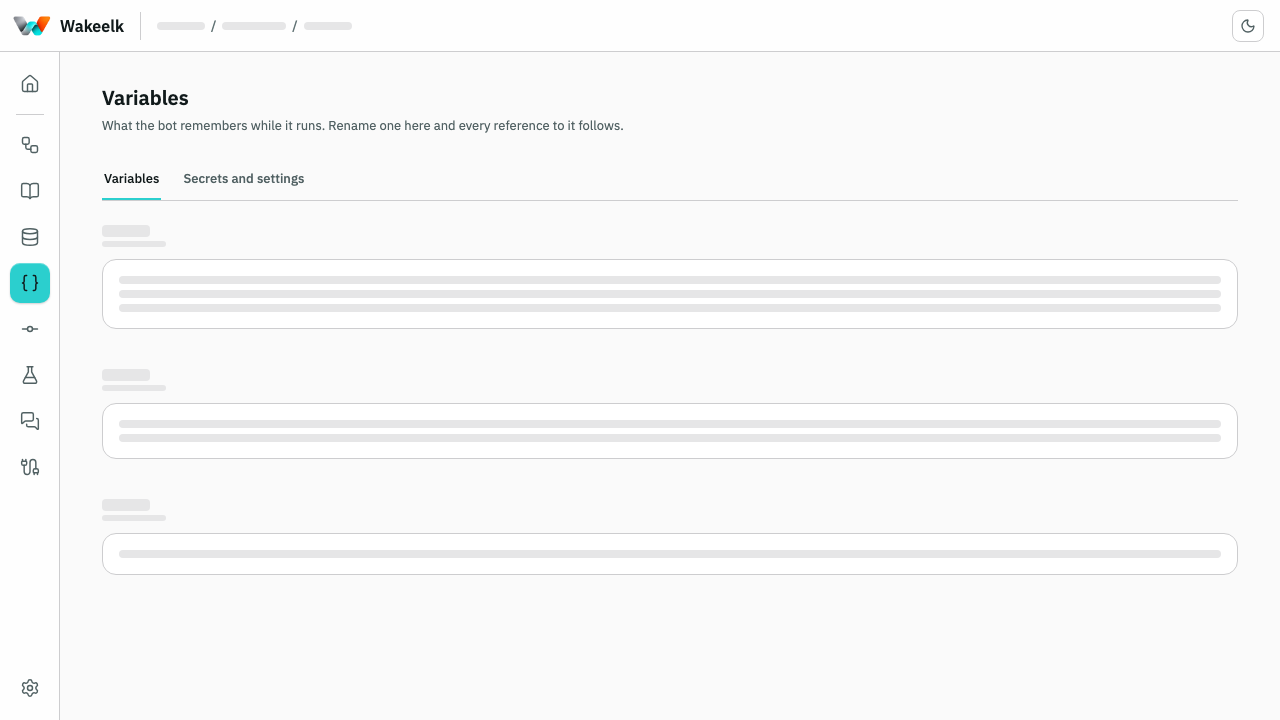 Wakeelk / / 
Variables
What the bot remembers while it runs. Rename one here and every reference to it follows.
Variables Secrets and settings